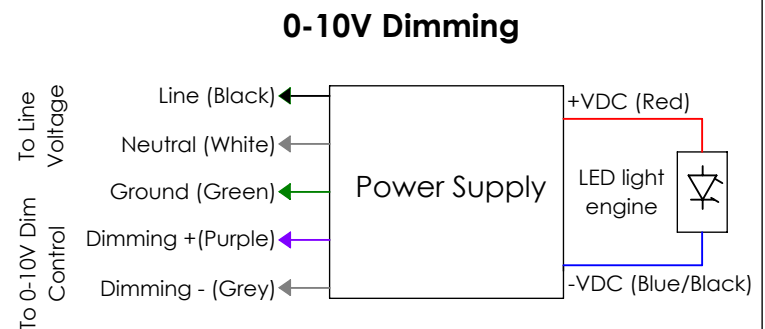 0-10V Dimming
To Line
Voltage
Line (Black)
Neutral (White)
Ground (Green)
To 0-10V Dim
Control
Dimming +(Purple)
Dimming - (Grey)
Power Supply
+VDC (Red)
LED light
engine
-VDC (Blue/Black)